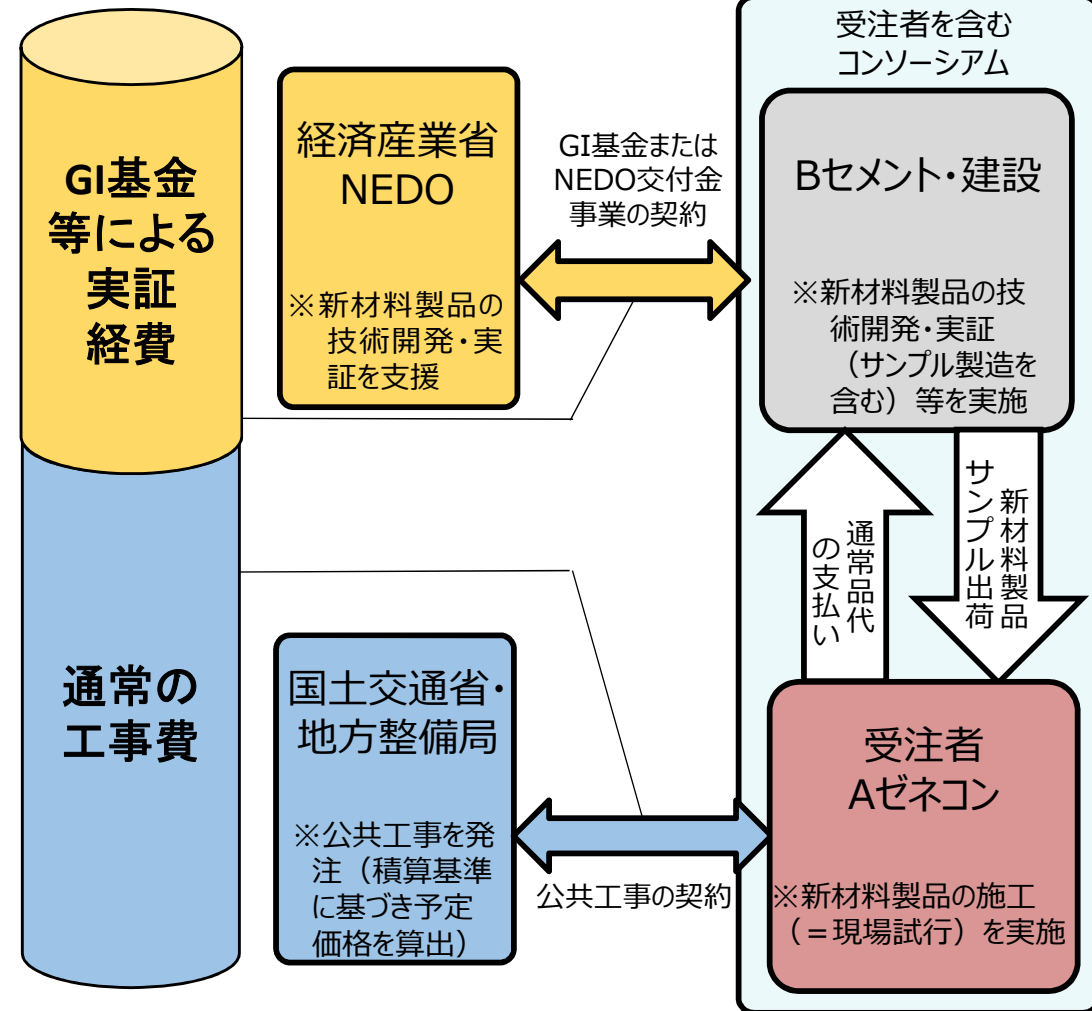 GI基金
等による
実証
経費
通常の
工事費
経済産業省
NEDO
※新材料製品の
技術開発・実
証を支援
GI基金または
NEDO交付金
事業の契約
国土交通省・
地方整備局
※公共工事を発
注（積算基準
に基づき予定
価格を算出）
公共工事の契約
受注者を含む
コンソーシアム
Bセメント・建設
※新材料製品の技
術開発・実証
（サンプル製造を
含む）等を実施
通常品代
の支払い
新材料製品
サンプル出荷
受注者
Aゼネコン
※新材料製品の施工
（＝現場試行）を実施